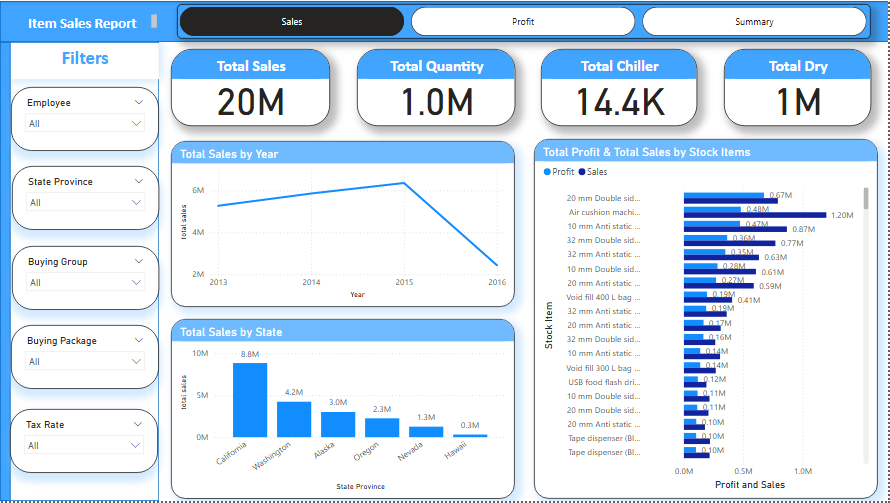 Item Sales Report
Sales
Profit
Summary
Filters
Employee
All
State Province
All
Buying Group
All
Buying Package
All
Tax Rate
All
Total Sales
20M
Total Quantity
1.0M
Total Chiller
14.4K
Total Dry
1M
Total Sales by Year
total sales
6M
4M
2M
2013
2014
2015
2016
Year
Total Sales by State
total sales
10M
5M
0M
8.8M
4.2M
3.0M
2.3M
1.3M
0.3M
California
Washington
Alaska
Oregon
Nevada
Hawaii
State Province
Total Profit & Total Sales by Stock Items
Profit Sales
Stock Item
20 mm Double sid... 0.67M
Air cushion machi... 0.48M 1.20M
10 mm Anti static ... 0.47M 0.87M
32 mm Double sid... 0.36M 0.77M
32 mm Anti static ... 0.35M 0.63M
10 mm Double sid... 0.28M 0.61M
20 mm Anti static ... 0.27M 0.59M
Void fill 400 L bag ... 0.19M 0.41M
32 mm Anti static ... 0.19M
20 mm Anti static ... 0.17M
32 mm Double sid... 0.16M
10 mm Anti static ... 0.14M
Void fill 300 L bag ... 0.14M
USB food flash dri... 0.12M
10 mm Double sid... 0.11M
20 mm Double sid... 0.11M
20 mm Anti static ... 0.10M
Tape dispenser (Bl... 0.10M
Tape dispenser (Bl...
0.0M
0.5M
1.0M
Profit and Sales